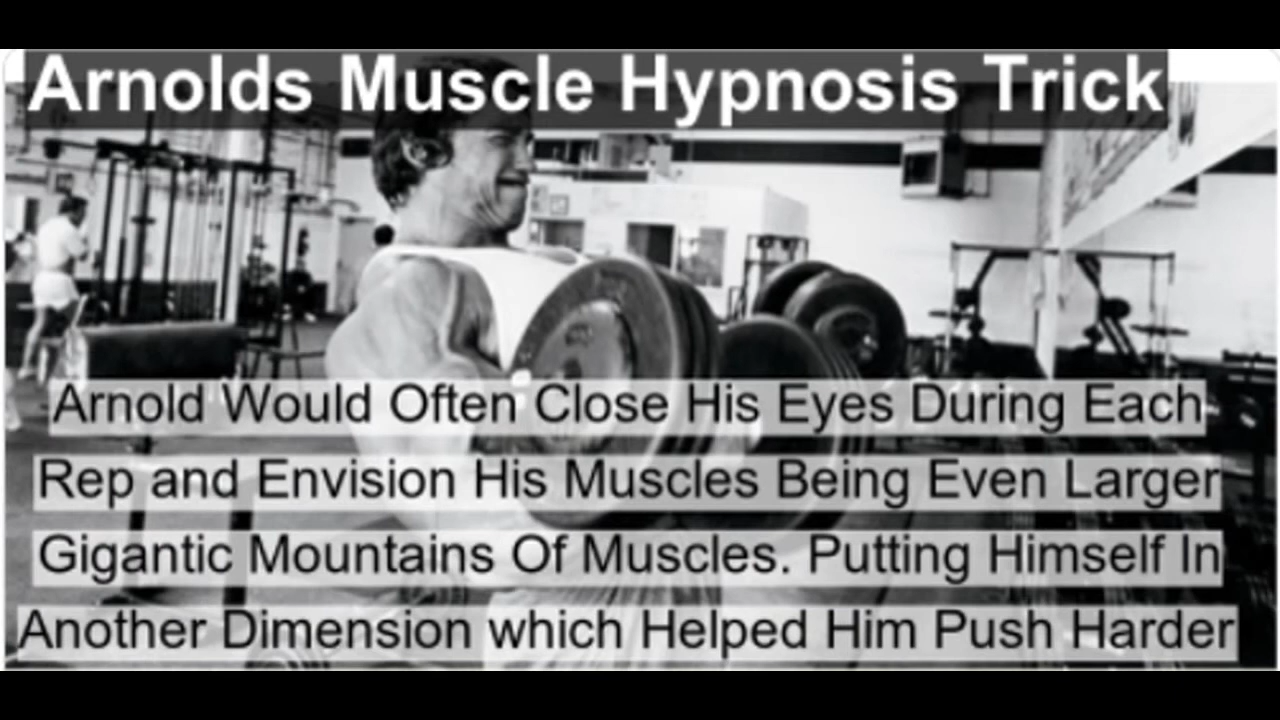 Arnolds Muscle Hypnosis Trick
Arnold Would Often Close His Eyes During Each
Rep and Envision His Muscles Being Even Larger
Gigantic Mountains Of Muscles. Putting Himself In
Another Dimension which Helped Him Push Harder